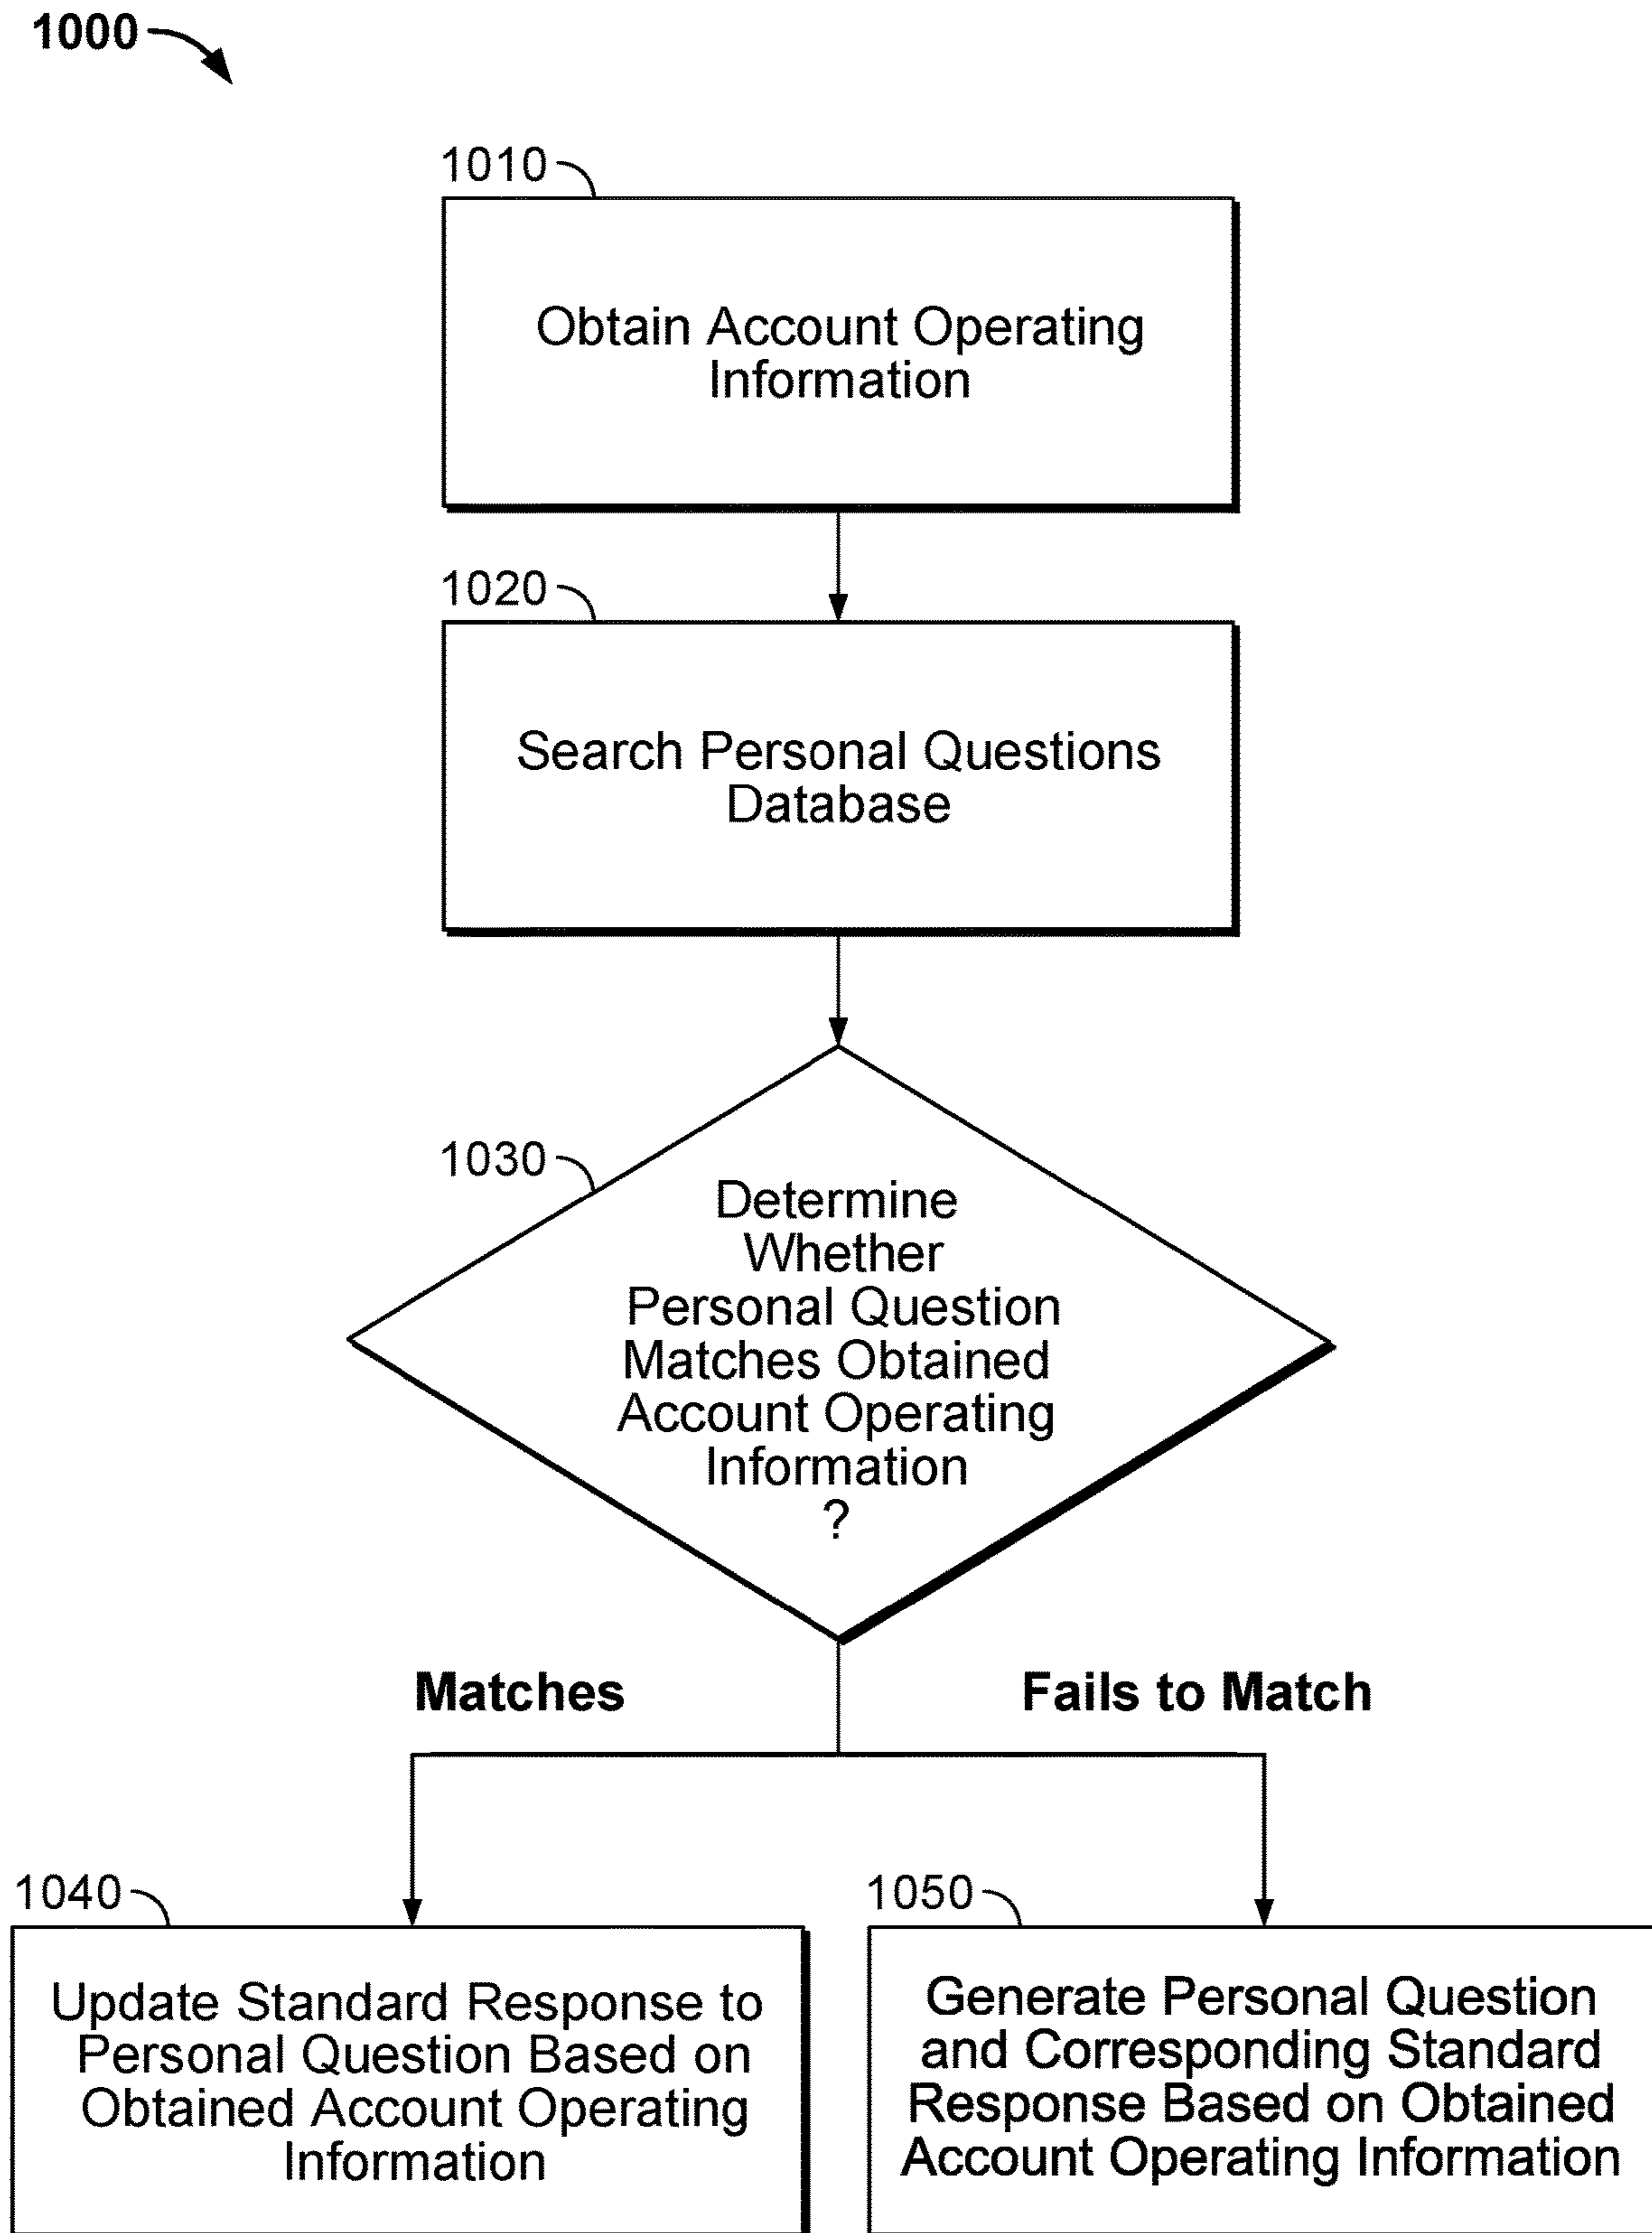 1000
1010
Obtain Account Operating
Information
1020
Search Personal Questions
Database
1030
Determine
Whether
Personal Question
Matches Obtained
Account Operating
Information
?
Matches
Fails to Match
1040
Update Standard Response to
Personal Question Based on
Obtained Account Operating
Information
1050
Generate Personal Question
and Corresponding Standard
Response Based on Obtained
Account Operating Information